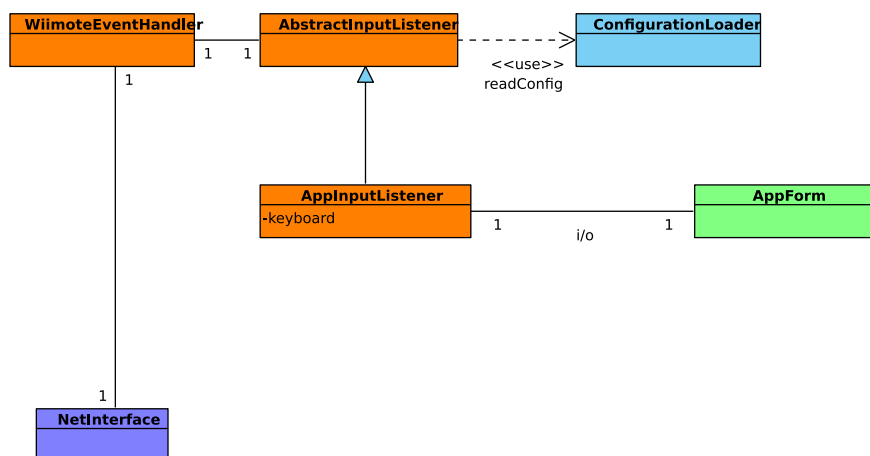 WiimoteEventHandler
AbstractInputListener
ConfigurationLoader
1
1
<<use>>
readConfig
1
AppInputListener
-keyboard
AppForm
1
i/o
1
1
NetInterface